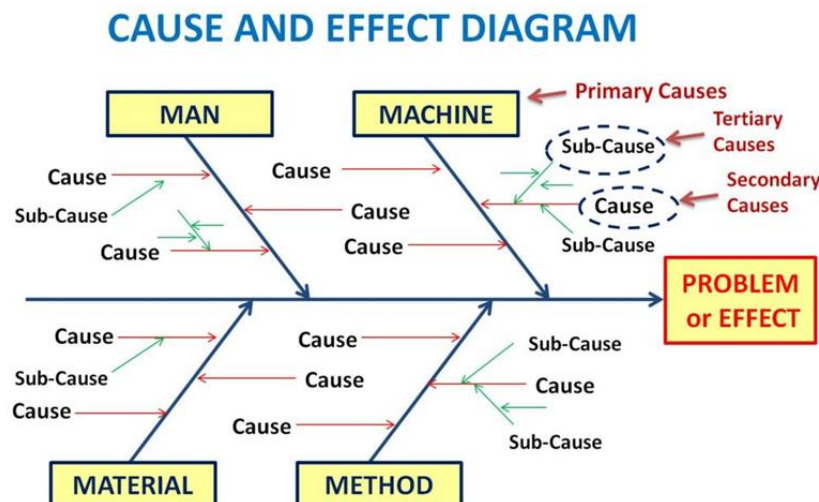 CAUSE AND EFFECT DIAGRAM
MAN
MACHINE
Primary Causes
Tertiary
Causes
Sub-Cause
Cause
Cause
Secondary
Causes
Sub-Cause
Cause
Cause
Cause
Cause
Sub-Cause
PROBLEM
or EFFECT
Cause
Cause
Sub-Cause
Sub-Cause
Cause
Cause
Cause
Cause
Sub-Cause
MATERIAL
METHOD